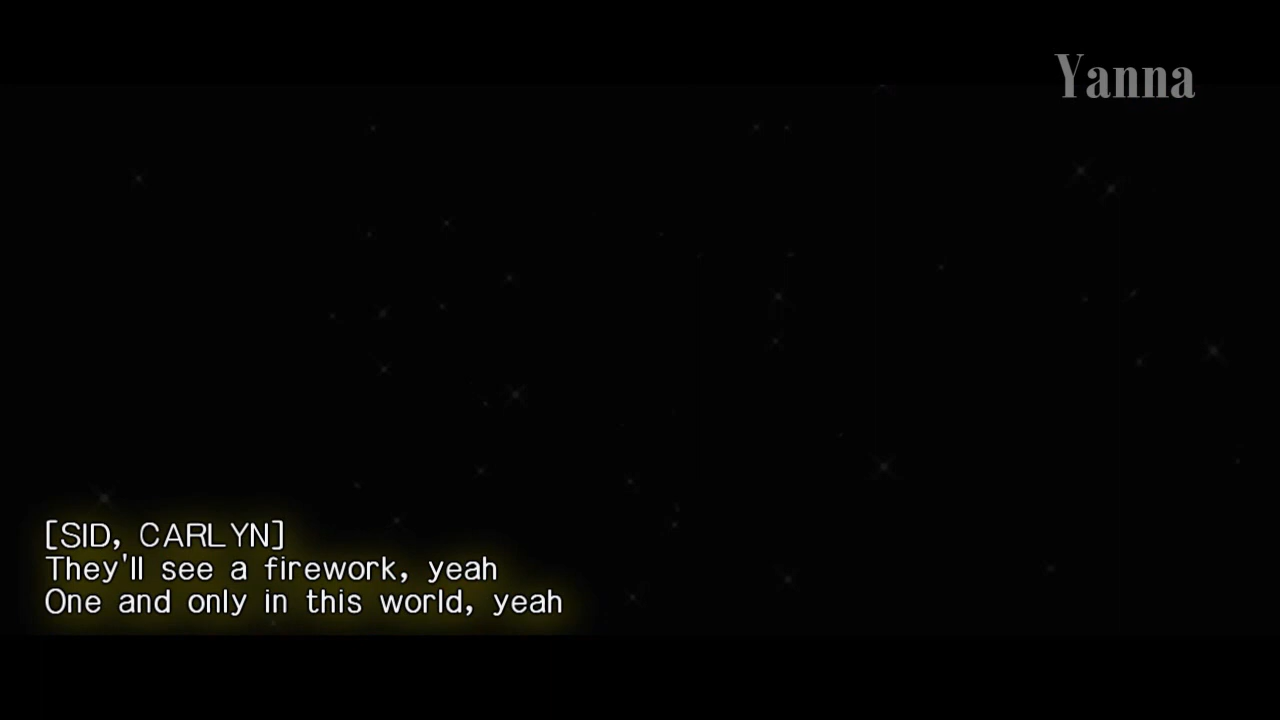 Yanna
[SID, CARLYN]
They'll see a firework, yeah
One and only in this world, yeah